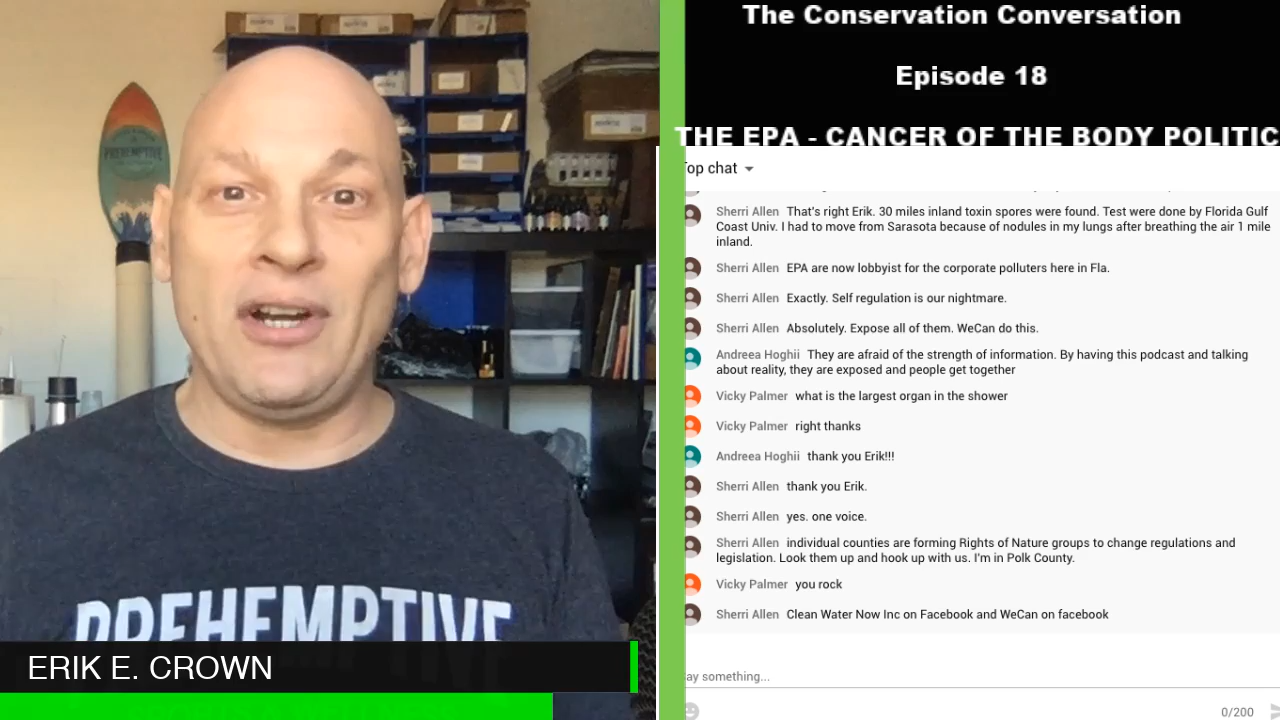 The Conservation Conversation
Episode 18
THE EPA - CANCER OF THE BODY POLITIC
Top chat
Sherri Allen That's right Erik. 30 miles inland toxin spores were found. Test were done by Florida Gulf
Coast Univ. I had to move from Sarasota because of nodules in my lungs after breathing the air 1 mile
inland.
Sherri Allen EPA are now lobbyist for the corporate polluters here in Fla.
Sherri Allen Exactly. Self regulation is our nightmare.
Sherri Allen Absolutely. Expose all of them. WeCan do this.
Andreea Hoghii They are afraid of the strength of information. By having this podcast and talking
about reality, they are exposed and people get together
Vicky Palmer what is the largest organ in the shower
Vicky Palmer right thanks
Andreea Hoghii thank you Erik!!!
Sherri Allen thank you Erik.
Sherri Allen yes. one voice.
Sherri Allen individual counties are forming Rights of Nature groups to change regulations and
legislation. Look them up and hook up with us. I'm in Polk County.
Vicky Palmer you rock
Sherri Allen Clean Water Now Inc on Facebook and WeCan on facebook
ay something...
0/200
PREHEMPTIVE
PREHEMPTIVE
ERIK E. CROWN